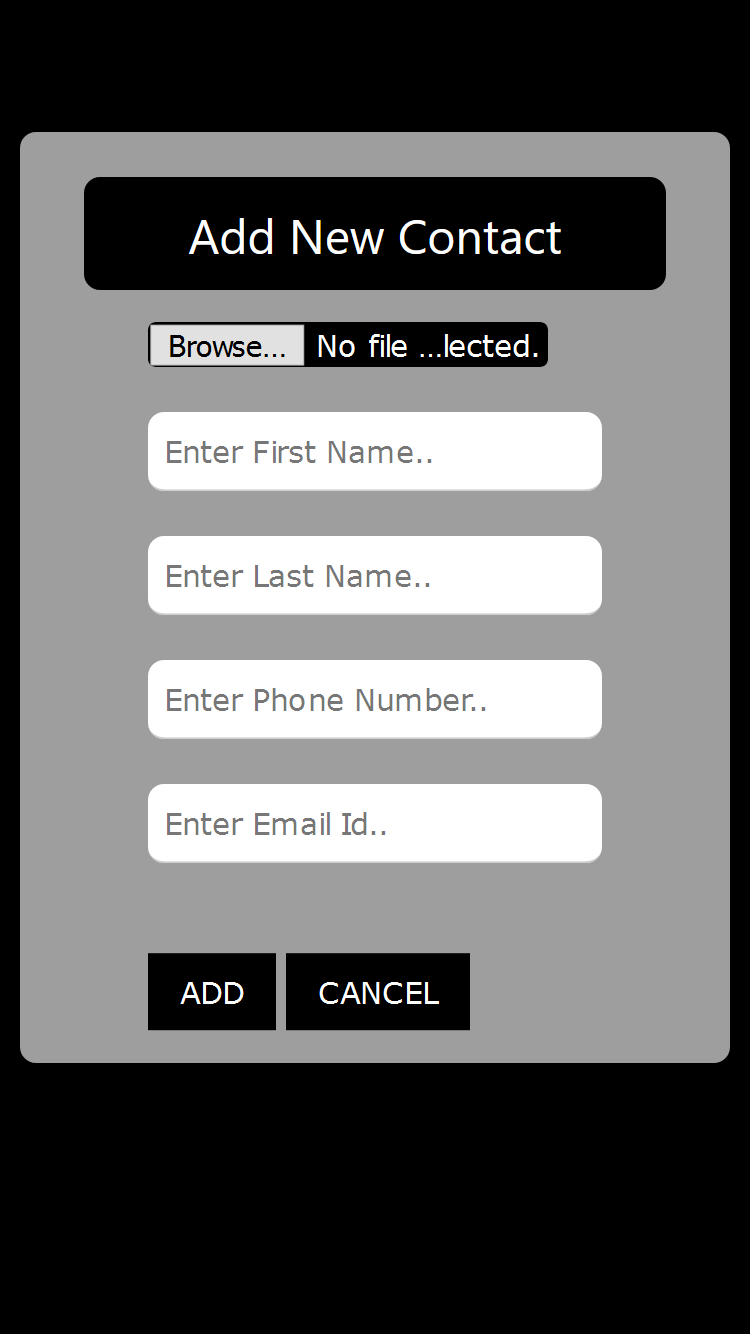 Add New Contact
Browse... No file ...lected.
Enter First Name..
Enter Last Name..
Enter Phone Number..
Enter Email Id..
ADD CANCEL